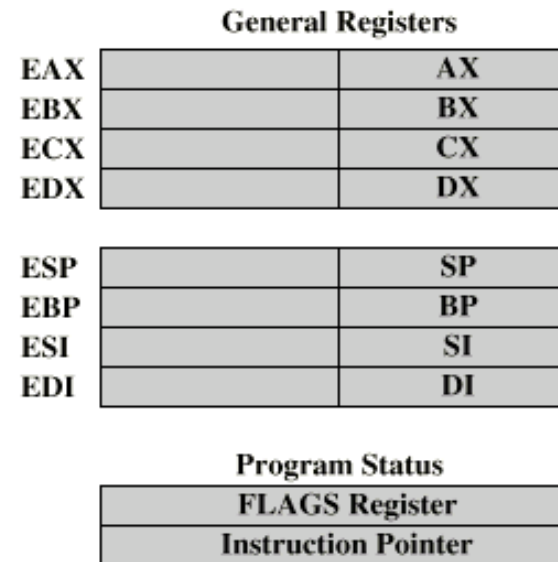 General Registers
EAX AX
EBX BX
ECX CX
EDX DX
ESP SP
EBP BP
ESI SI
EDI DI
Program Status
FLAGS Register
Instruction Pointer